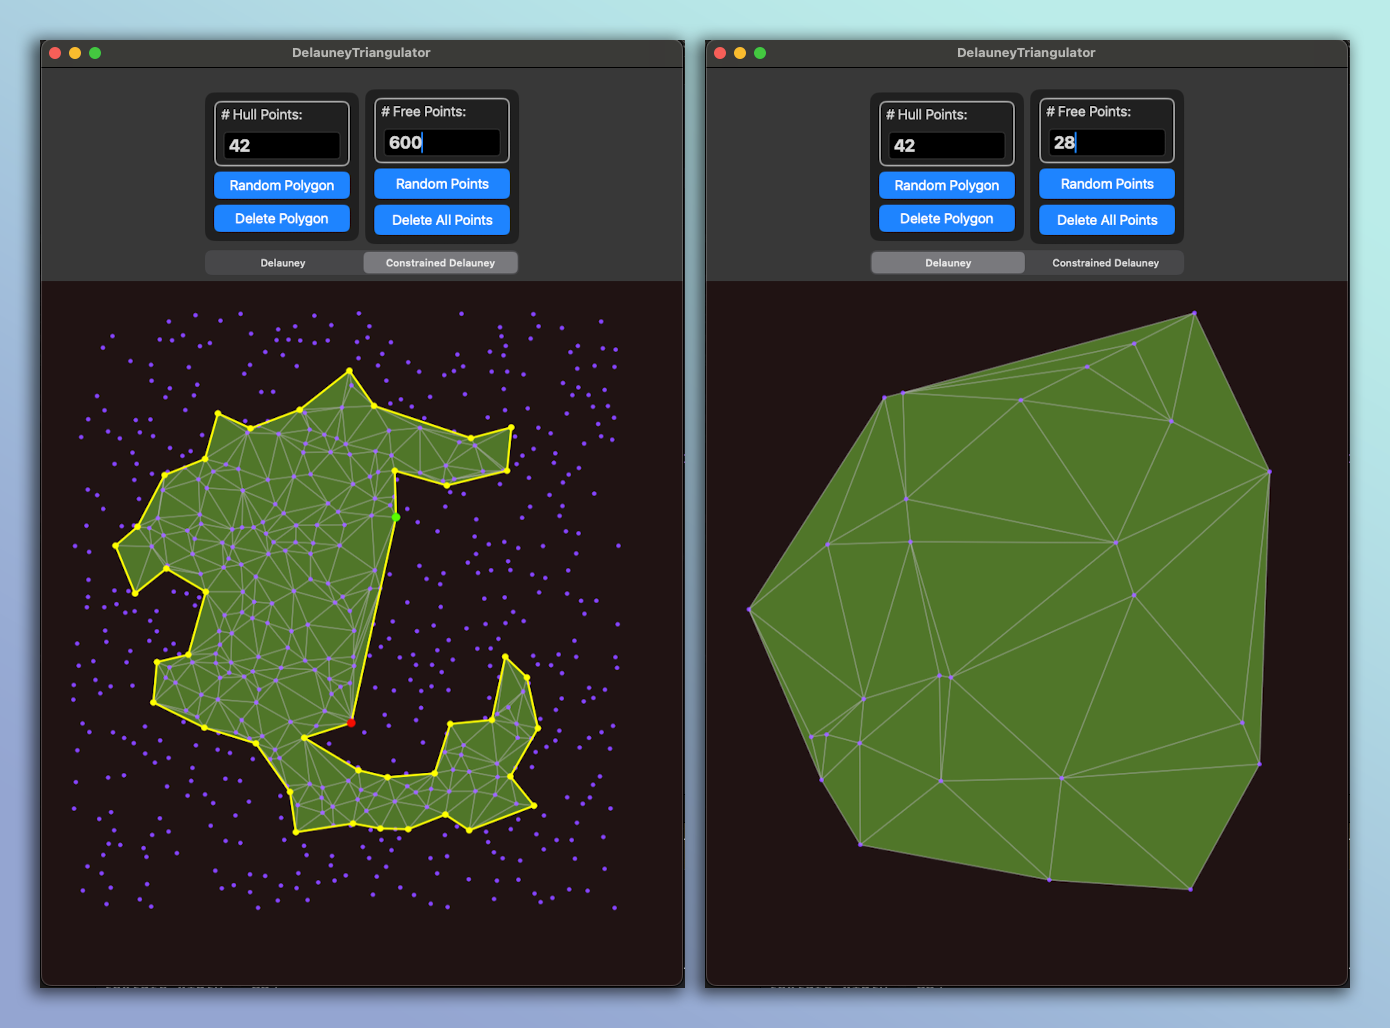 DelauneyTriangulator
# Hull Points:
42
Random Polygon
Delete Polygon
# Free Points:
600
Random Points
Delete All Points
Delauney
Constrained Delauney
DelauneyTriangulator
# Hull Points:
42
Random Polygon
Delete Polygon
# Free Points:
28
Random Points
Delete All Points
Delauney
Constrained Delauney